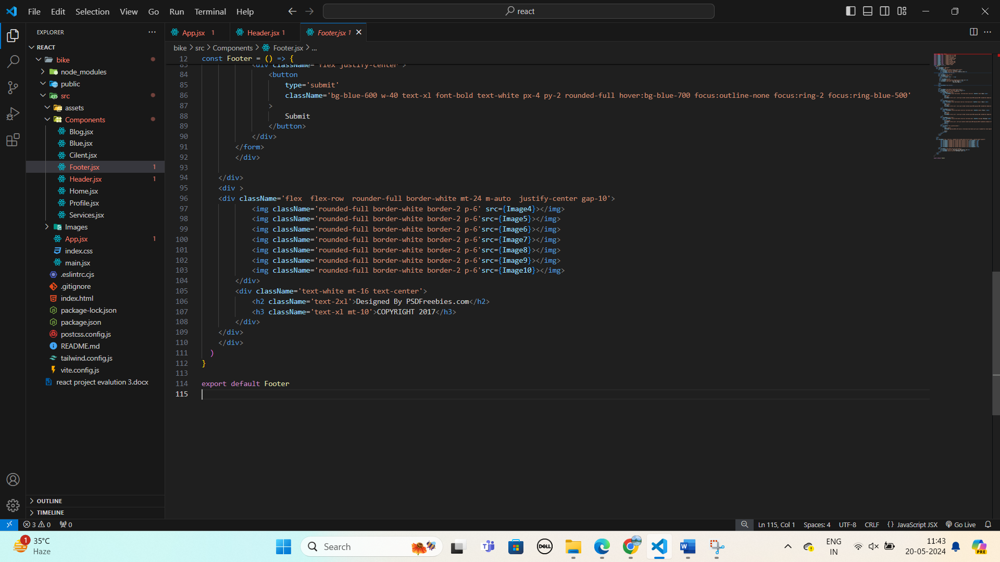 File Edit Selection View Go Run Terminal Help
react
EXPLORER
REACT
bike
node_modules
public
src
assets
Components
Blog.jsx
Blue.jsx
Cilent.jsx
Footer.jsx 1
Header.jsx 1
Home.jsx
Profile.jsx
Services.jsx
Images
App.jsx 1
index.css
main.jsx
.eslintrc.cjs
.gitignore
index.html
package-lock.json
package.json
postcss.config.js
README.md
tailwind.config.js
vite.config.js
react project evalution 3.docx
OUTLINE
TIMELINE
App.jsx 1 Header.jsx 1 Footer.jsx 1
bike > src > Components > Footer.jsx > ...
12 const Footer = () => {
83 <div className='flex justify-center'>
84 <button
85 type='submit'
86 className='bg-blue-600 w-40 text-xl font-bold text-white px-4 py-2 rounded-full hover:bg-blue-700 focus:outline-none focus:ring-2 focus:ring-blue-500'
87 >
88 Submit
89 </button>
90 </div>
91 </form>
92 </div>
93
94 </div>
95 <div >
96 <div className='flex  flex-row  rounder-full border-white mt-24 m-auto  justify-center gap-10'>
97 <img className='rounded-full border-white border-2 p-6' src={Image4}></img>
98 <img className='rounded-full border-white border-2 p-6'src={Image5}></img>
99 <img className='rounded-full border-white border-2 p-6'src={Image6}></img>
100 <img className='rounded-full border-white border-2 p-6'src={Image7}></img>
101 <img className='rounded-full border-white border-2 p-6'src={Image8}></img>
102 <img className='rounded-full border-white border-2 p-6'src={Image9}></img>
103 <img className='rounded-full border-white border-2 p-6'src={Image10}></img>
104 </div>
105 <div className='text-white mt-16 text-center'>
106 <h2 className='text-2xl'>Designed By PSDFreebies.com</h2>
107 <h3 className='text-xl mt-10'>COPYRIGHT 2017</h3>
108 </div>
109 </div>
110 </div>
111 )
112 }
113
114 export default Footer
115
3 0 0
Ln 115, Col 1 Spaces: 4 UTF-8 CRLF {} JavaScript JSX Go Live
1 35°C
Haze
Search
DELL
ENG
IN
11:43
20-05-2024
PRE